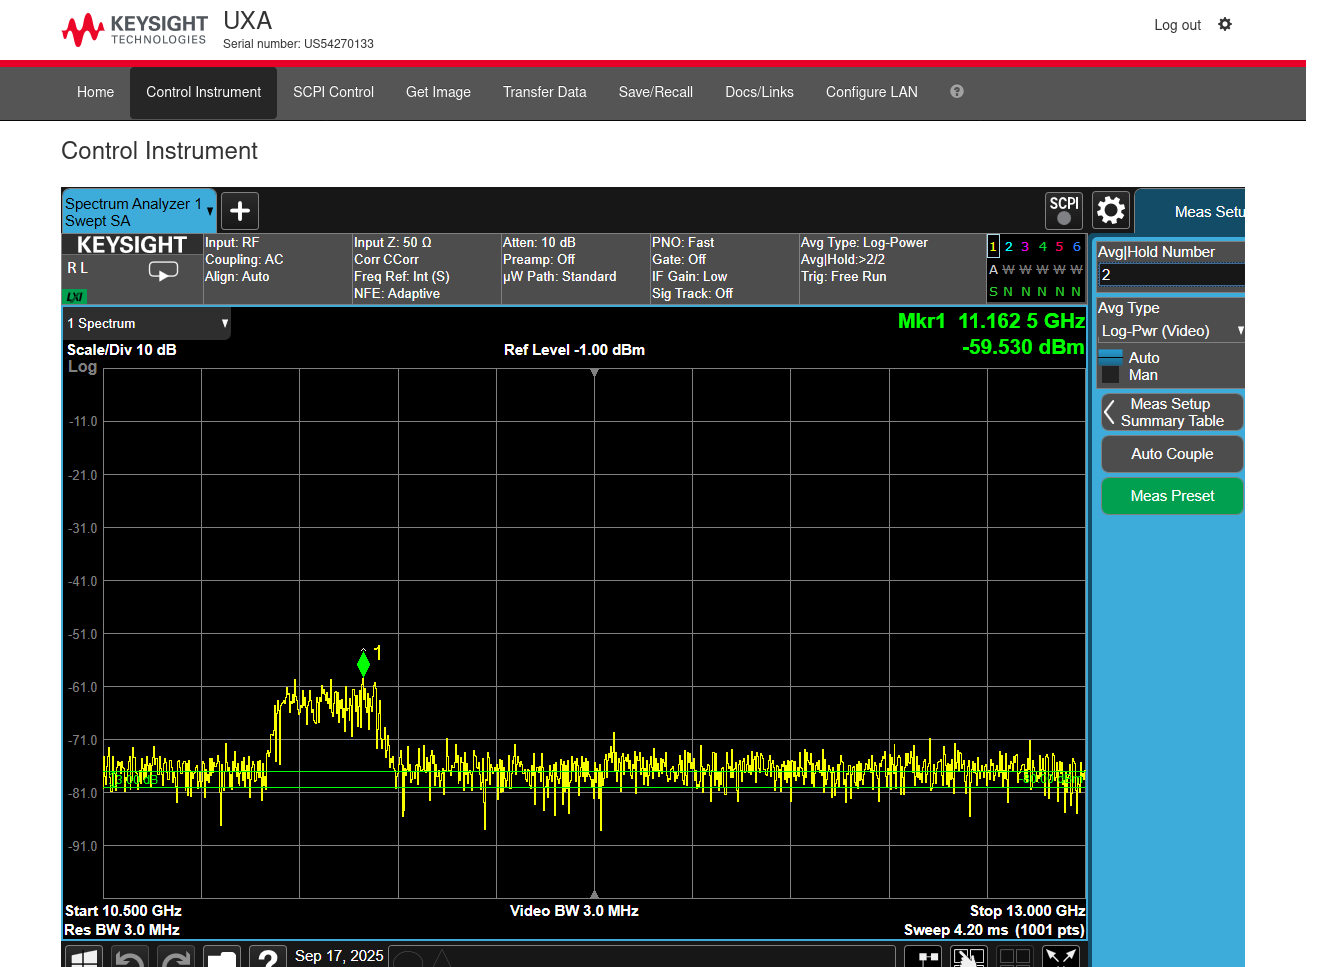 KEYSIGHT
TECHNOLOGIES
UXA
Serial number: US54270133
Log out
Home
Control Instrument
SCPI Control
Get Image
Transfer Data
Save/Recall
Docs/Links
Configure LAN
?
Control Instrument
Spectrum Analyzer 1
Swept SA
SCPI
Meas Setu
KEYSIGHT
R L
LXI
Input: RF
Coupling: AC
Align: Auto
Input Z: 50 Ω
Corr CCorr
Freq Ref: Int (S)
NFE: Adaptive
Atten: 10 dB
Preamp: Off
µW Path: Standard
PNO: Fast
Gate: Off
IF Gain: Low
Sig Track: Off
Avg Type: Log-Power
Avg|Hold:>2/2
Trig: Free Run
1 2 3 4 5 6
A W W W W W
S N N N N N
Avg|Hold Number
2
Avg Type
Log-Pwr (Video)
Auto
Man
Meas Setup
Summary Table
Auto Couple
Meas Preset
1 Spectrum
Mkr1 11.162 5 GHz
-59.530 dBm
Scale/Div 10 dB
Ref Level -1.00 dBm
Log
-11.0
-21.0
-31.0
-41.0
-51.0
1
-61.0
-71.0
-81.0
-91.0
Start 10.500 GHz
Video BW 3.0 MHz
Stop 13.000 GHz
Res BW 3.0 MHz
Sweep 4.20 ms (1001 pts)
?
Sep 17, 2025